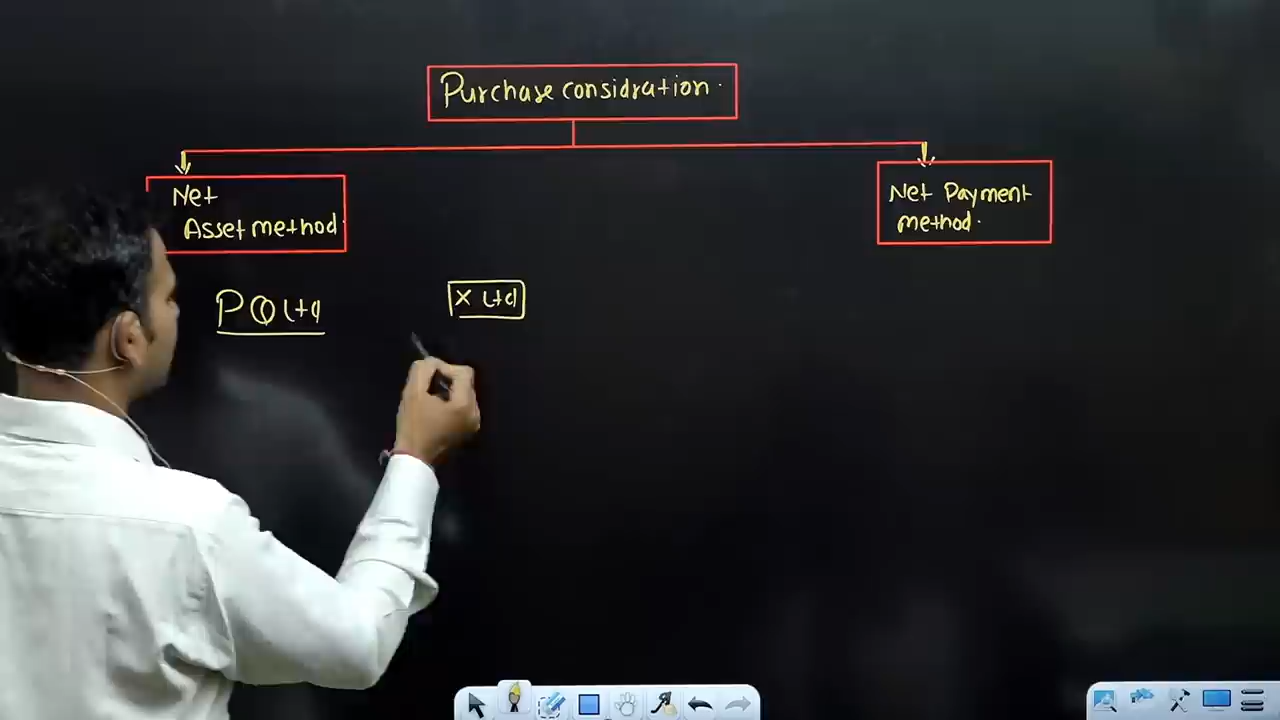 Purchase considration.
Net
Asset method
Net Payment
method.
PQ Ltd
X Ltd